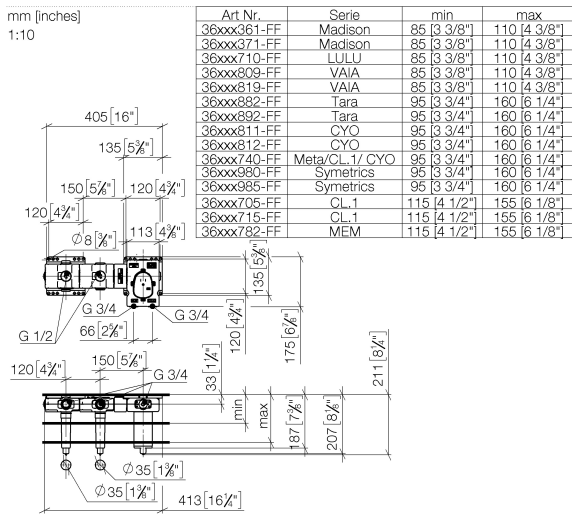 mm [inches]
1:10
Art Nr. Serie min max
36xxx361-FF Madison 85 [3 3/8"] 110 [4 3/8"]
36xxx371-FF Madison 85 [3 3/8"] 110 [4 3/8"]
36xxx710-FF LULU 85 [3 3/8"] 110 [4 3/8"]
36xxx809-FF VAIA 85 [3 3/8"] 110 [4 3/8"]
36xxx819-FF VAIA 85 [3 3/8"] 110 [4 3/8"]
36xxx882-FF Tara 95 [3 3/4"] 160 [6 1/4"]
36xxx892-FF Tara 95 [3 3/4"] 160 [6 1/4"]
36xxx811-FF CYO 95 [3 3/4"] 160 [6 1/4"]
36xxx812-FF CYO 95 [3 3/4"] 160 [6 1/4"]
36xxx740-FF Meta/CL.1/ CYO 95 [3 3/4"] 160 [6 1/4"]
36xxx980-FF Symetrics 95 [3 3/4"] 160 [6 1/4"]
36xxx985-FF Symetrics 95 [3 3/4"] 160 [6 1/4"]
36xxx705-FF CL.1 115 [4 1/2"] 155 [6 1/8"]
36xxx715-FF CL.1 115 [4 1/2"] 155 [6 1/8"]
36xxx782-FF MEM 115 [4 1/2"] 155 [6 1/8"]
405 [16"]
135 [5⅜"]
150 [5⅞"] 120 [4¾"]
120 [4¾"]
Ø8 [⅜"] 113 [4⅜"]
135 [5⅜"]
120 [4¾"]
175 [6⅞"]
G 3/4 G 3/4
G 1/2 66 [2⅝"]
211 [8¼"]
33 [1¼"]
120 [4¾"] 150 [5⅞"] G 3/4
min
max
187 [7⅜"]
207 [8⅛"]
Ø35 [1⅜"]
Ø35 [1⅜"]
413 [16¼"]